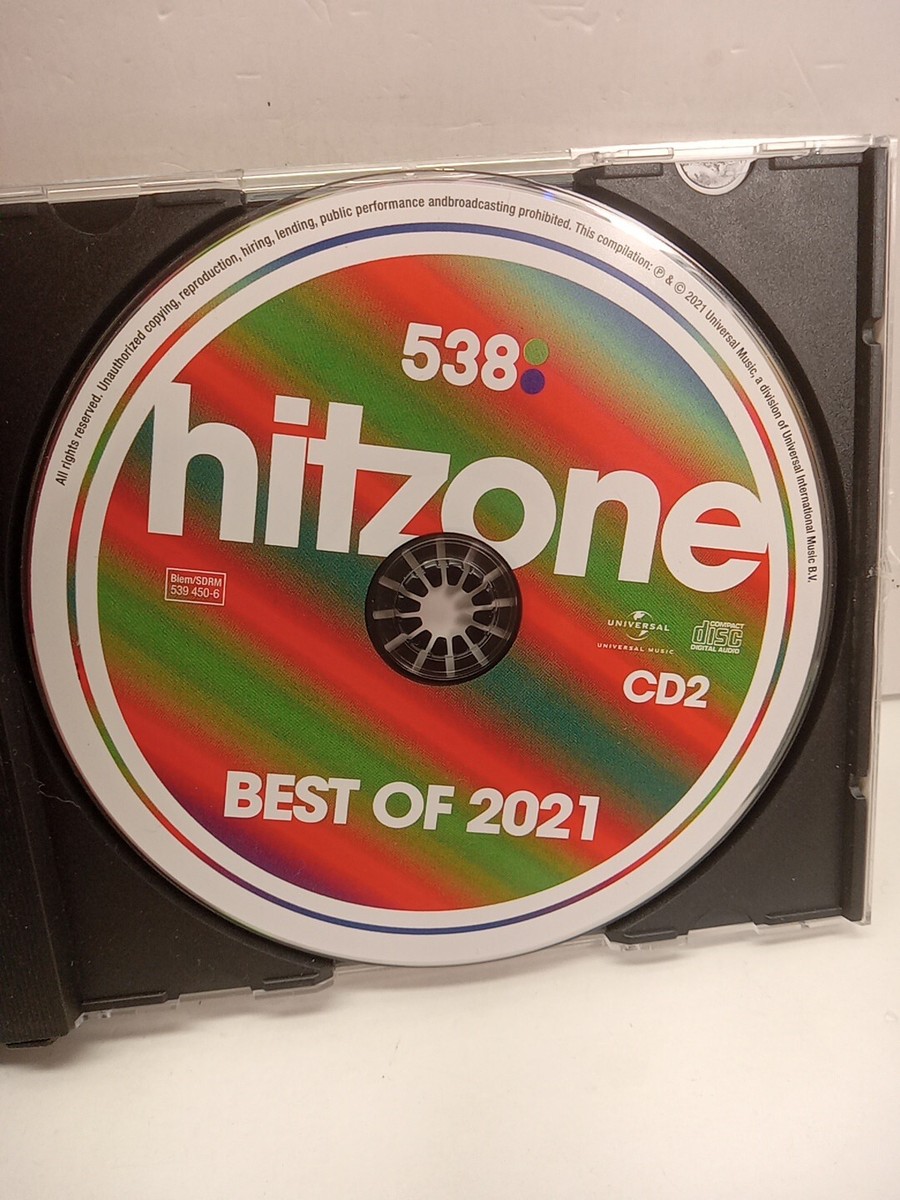 All rights reserved. Unauthorized copying, reproduction, hiring, lending, public performance andbroadcasting prohibited. This compilation: ℗ & © 2021 Universal Music, a division of Universal International Music B.V.
538
hitzone
Biem/SDRM
539 450-6
UNIVERSAL
UNIVERSAL MUSIC
COMPACT
disc
DIGITAL AUDIO
CD2
BEST OF 2021